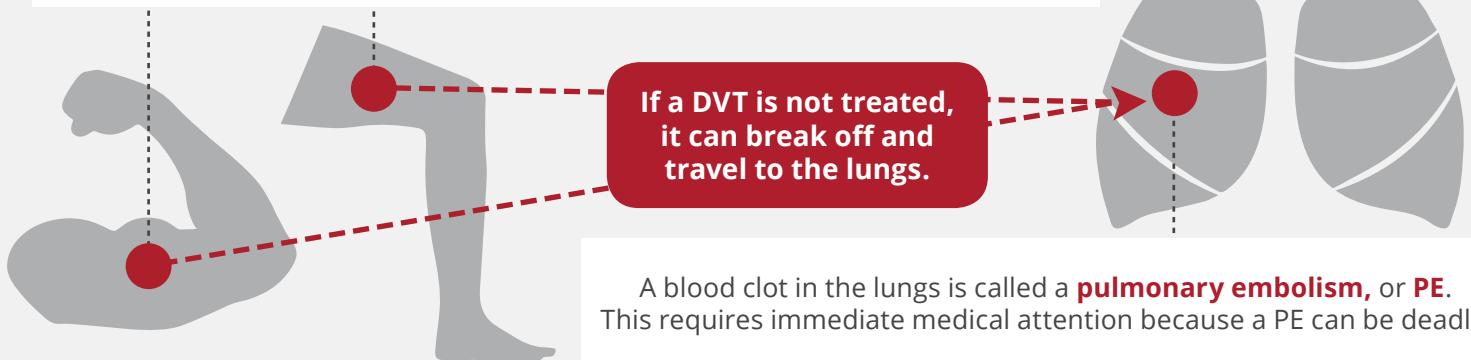 If a DVT is not treated,
it can break off and
travel to the lungs.
A blood clot in the lungs is called a pulmonary embolism, or PE.
This requires immediate medical attention because a PE can be deadl